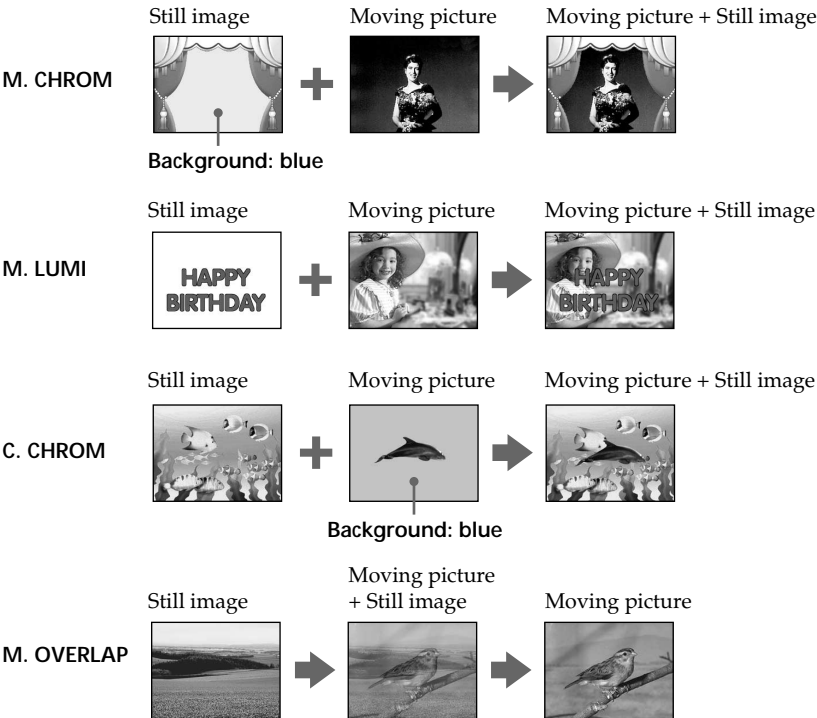 Still image
Moving picture
Moving picture + Still image
M. CHROM
Background: blue
Still image
Moving picture
Moving picture + Still image
M. LUMI
HAPPY
BIRTHDAY
HAPPY
BIRTHDAY
Still image
Moving picture
Moving picture + Still image
C. CHROM
Background: blue
Still image
Moving picture
+ Still image
Moving picture
M. OVERLAP